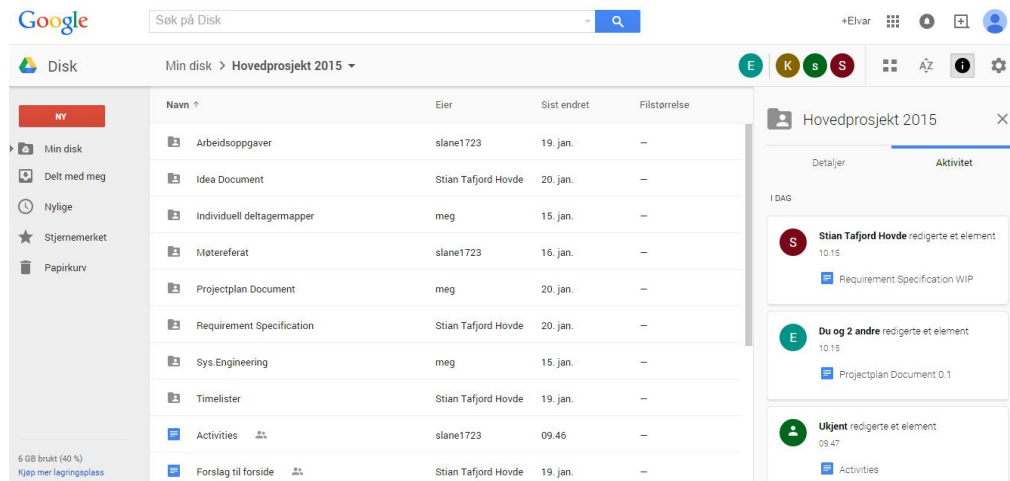 Google
Søk på Disk
+Elvar
Disk
Min disk > Hovedprosjekt 2015
E K s S
AZ
NY
Min disk
Delt med meg
Nylige
Stjernemerket
Papirkurv
6 GB brukt (40 %)
Kjøp mer lagringsplass
Navn ↑ Eier Sist endret Filstørrelse
Arbeidsoppgaver slane1723 19. jan. —
Idea Document Stian Tafjord Hovde 20. jan. —
Individuell deltagermapper meg 15. jan. —
Møtereferat slane1723 16. jan. —
Projectplan Document meg 20. jan. —
Requirement Specification Stian Tafjord Hovde 20. jan. —
Sys.Engineering meg 15. jan. —
Timelister Stian Tafjord Hovde 19. jan. —
Activities slane1723 09.46 —
Forslag til forside Stian Tafjord Hovde 19. jan. —
Hovedprosjekt 2015
Detaljer Aktivitet
I DAG
S
Stian Tafjord Hovde redigerte et element
10.15
Requirement Specification WIP
E
Du og 2 andre redigerte et element
10.15
Projectplan Document 0.1
Ukjent redigerte et element
09.47
Activities